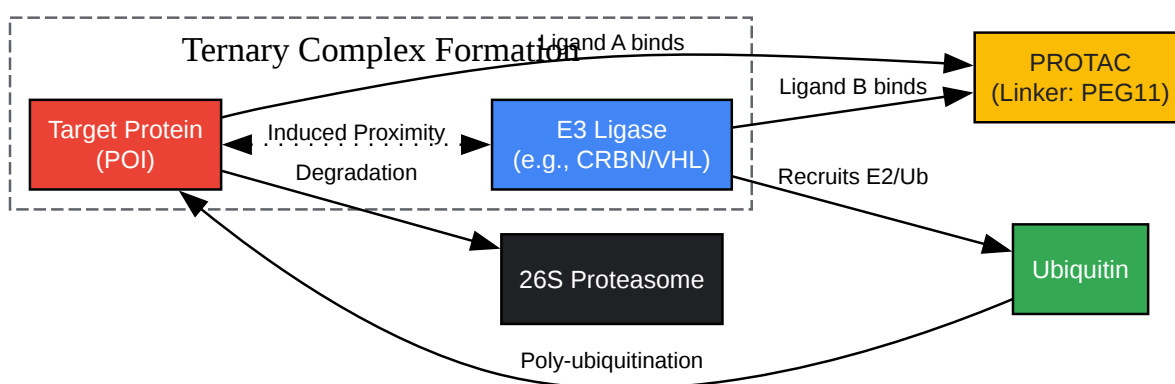 Ternary Complex Formation
Ligand A binds
PROTAC
(Linker: PEG11)
Ligand B binds
Target Protein
(POI)
Induced Proximity
E3 Ligase
(e.g., CRBN/VHL)
Degradation
Recruits E2/Ub
26S Proteasome
Ubiquitin
Poly-ubiquitination